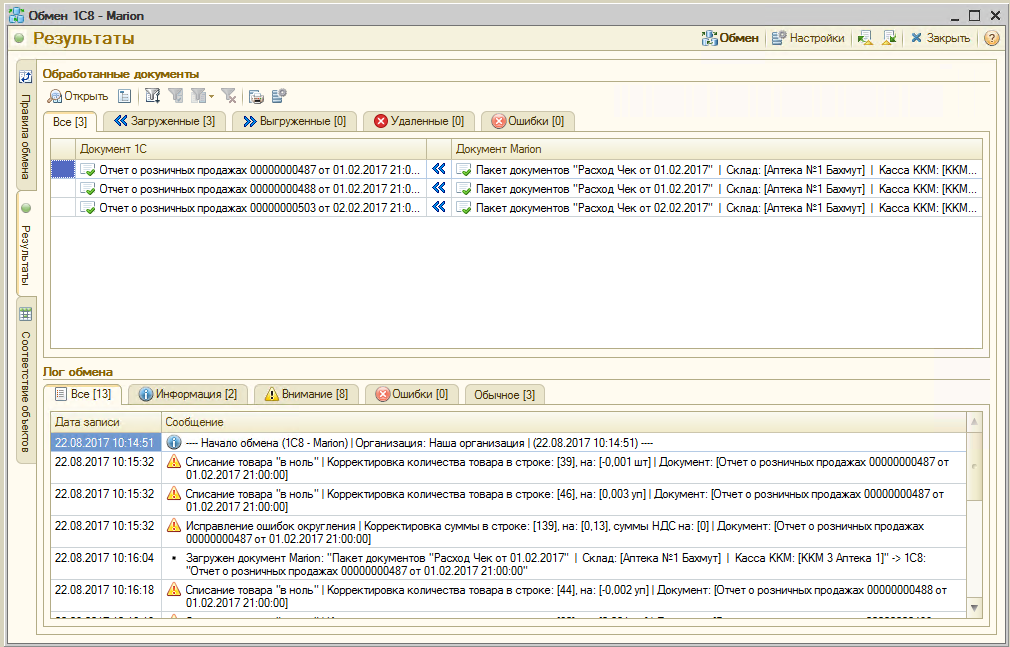 Обмен 1С8 - Marion
Результаты
Обмен
Настройки
Закрыть
?
Правила обмена
Результаты
Соответствие объектов
Обработанные документы
Открыть
Все [3]
Загруженные [3]
Выгруженные [0]
Удаленные [0]
Ошибки [0]
Документ 1С
Документ Marion
Отчет о розничных продажах 00000000487 от 01.02.2017 21:0...
Пакет документов "Расход Чек от 01.02.2017" | Склад: [Аптека №1 Бахмут] | Касса ККМ: [ККМ...
Отчет о розничных продажах 00000000488 от 01.02.2017 21:0...
Пакет документов "Расход Чек от 01.02.2017" | Склад: [Аптека №1 Бахмут] | Касса ККМ: [ККМ...
Отчет о розничных продажах 00000000503 от 02.02.2017 21:0...
Пакет документов "Расход Чек от 02.02.2017" | Склад: [Аптека №1 Бахмут] | Касса ККМ: [ККМ...
Лог обмена
Все [13]
Информация [2]
Внимание [8]
Ошибки [0]
Обычное [3]
Дата записи
Сообщение
22.08.2017 10:14:51
---- Начало обмена (1С8 - Marion) | Организация: Наша организация | (22.08.2017 10:14:51) ----
22.08.2017 10:15:32
Списание товара "в ноль" | Корректировка количества товара в строке: [39], на: [-0,001 шт] | Документ: [Отчет о розничных продажах 00000000487 от
01.02.2017 21:00:00]
22.08.2017 10:15:32
Списание товара "в ноль" | Корректировка количества товара в строке: [46], на: [0,003 уп] | Документ: [Отчет о розничных продажах 00000000487 от
01.02.2017 21:00:00]
22.08.2017 10:15:32
Исправление ошибок округления | Корректировка суммы в строке: [139], на: [0,13], суммы НДС на: [0] | Документ: [Отчет о розничных продажах
00000000487 от 01.02.2017 21:00:00]
22.08.2017 10:16:04
Загружен документ Marion: "Пакет документов "Расход Чек от 01.02.2017" | Склад: [Аптека №1 Бахмут] | Касса ККМ: [ККМ 3 Аптека 1]" -> 1С8:
"Отчет о розничных продажах 00000000487 от 01.02.2017 21:00:00"
22.08.2017 10:16:18
Списание товара "в ноль" | Корректировка количества товара в строке: [44], на: [-0,002 уп] | Документ: [Отчет о розничных продажах 00000000488 от
01.02.2017 21:00:00]